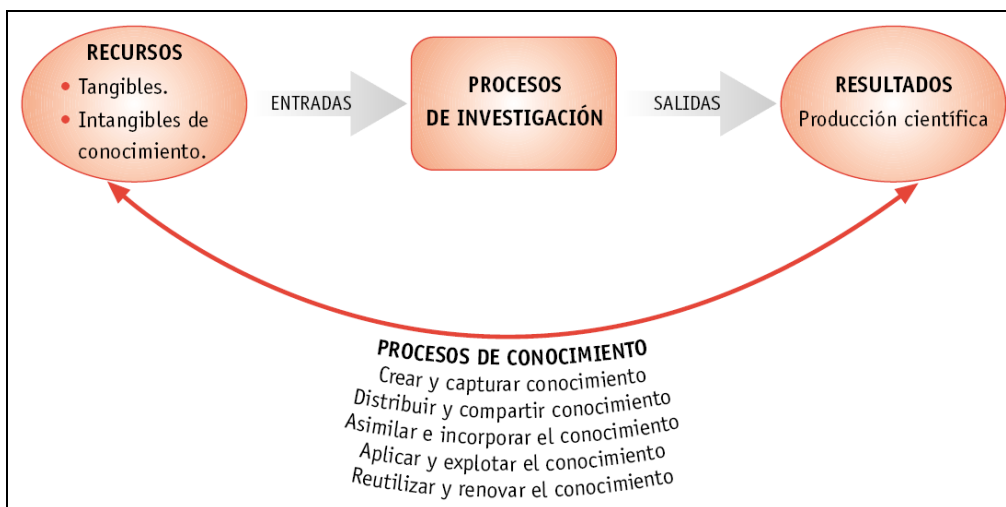 RECURSOS
• Tangibles.
• Intangibles de
conocimiento.
ENTRADAS
PROCESOS
DE INVESTIGACIÓN
SALIDAS
RESULTADOS
Producción científica
PROCESOS DE CONOCIMIENTO
Crear y capturar conocimiento
Distribuir y compartir conocimiento
Asimilar e incorporar el conocimiento
Aplicar y explotar el conocimiento
Reutilizar y renovar el conocimiento